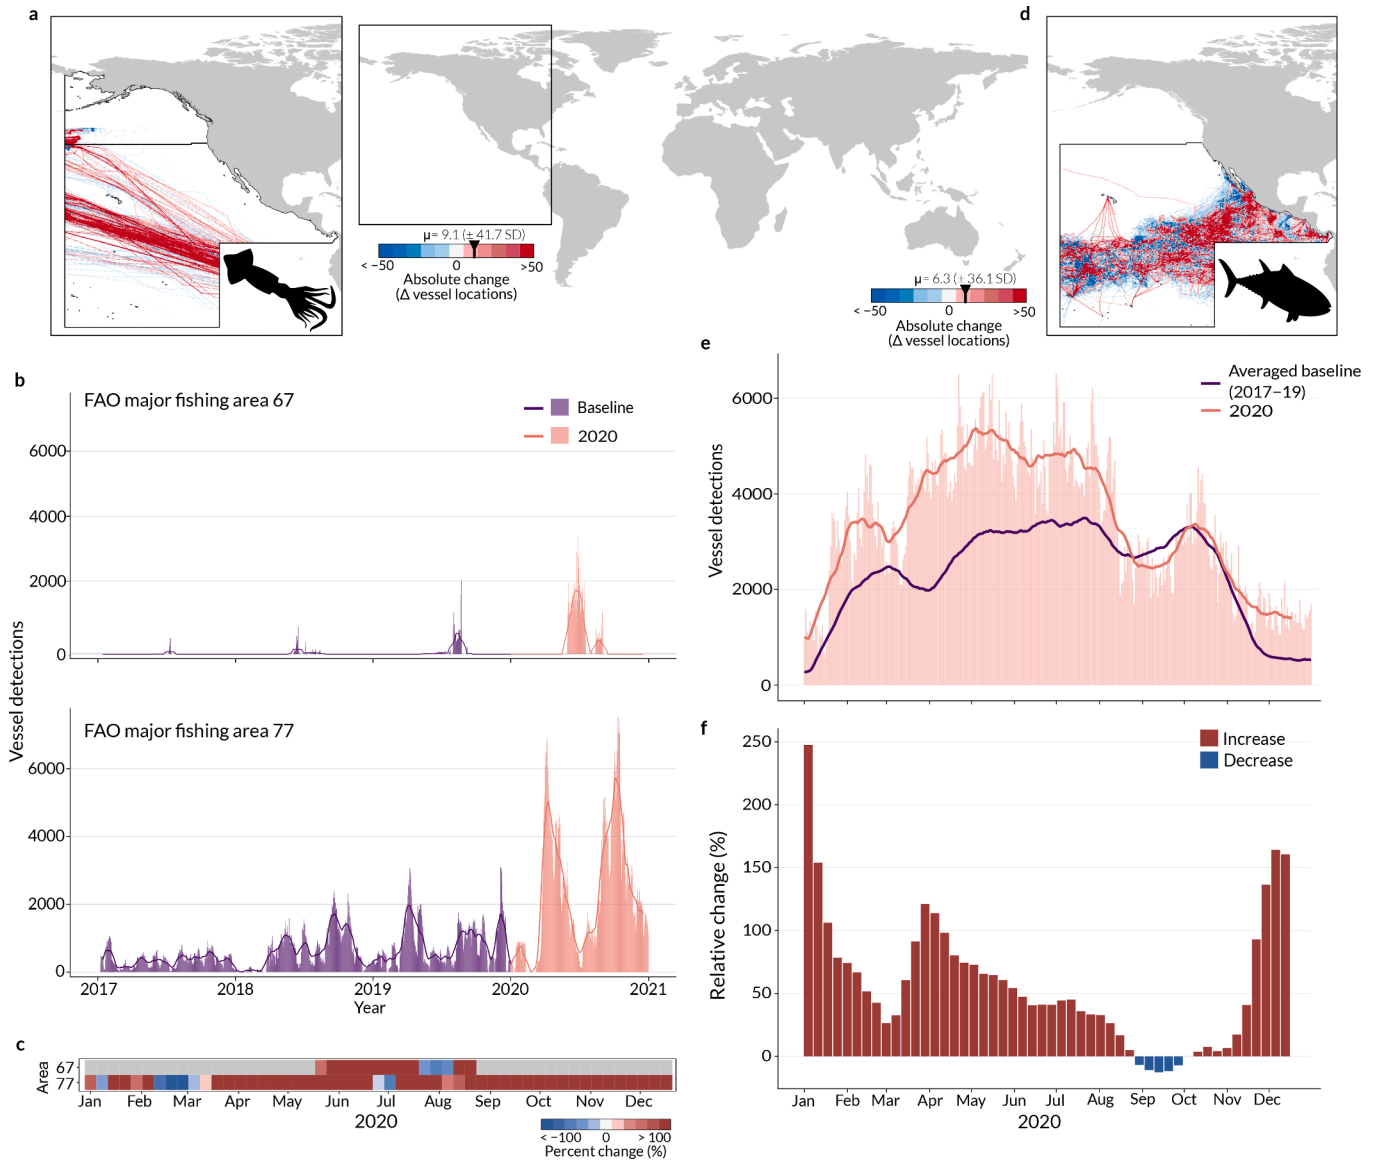 a
μ= 9.1 (± 41.7 SD)
< −50
0
>50
Absolute change
(Δ vessel locations)
d
μ= 6.3 (± 36.1 SD)
< −50
0
>50
Absolute change
(Δ vessel locations)
b
FAO major fishing area 67
Baseline
2020
6000
4000
2000
0
Vessel detections
FAO major fishing area 77
6000
4000
2000
0
2017
2018
2019
2020
2021
Year
c
Area
67
77
Jan
Feb
Mar
Apr
May
Jun
Jul
Aug
Sep
Oct
Nov
Dec
2020
< −100
0
> 100
Percent change (%)
e
Averaged baseline
(2017−19)
2020
6000
4000
2000
0
Vessel detections
f
Increase
Decrease
250
200
150
100
50
0
Relative change (%)
Jan
Feb
Mar
Apr
May
Jun
Jul
Aug
Sep
Oct
Nov
Dec
2020